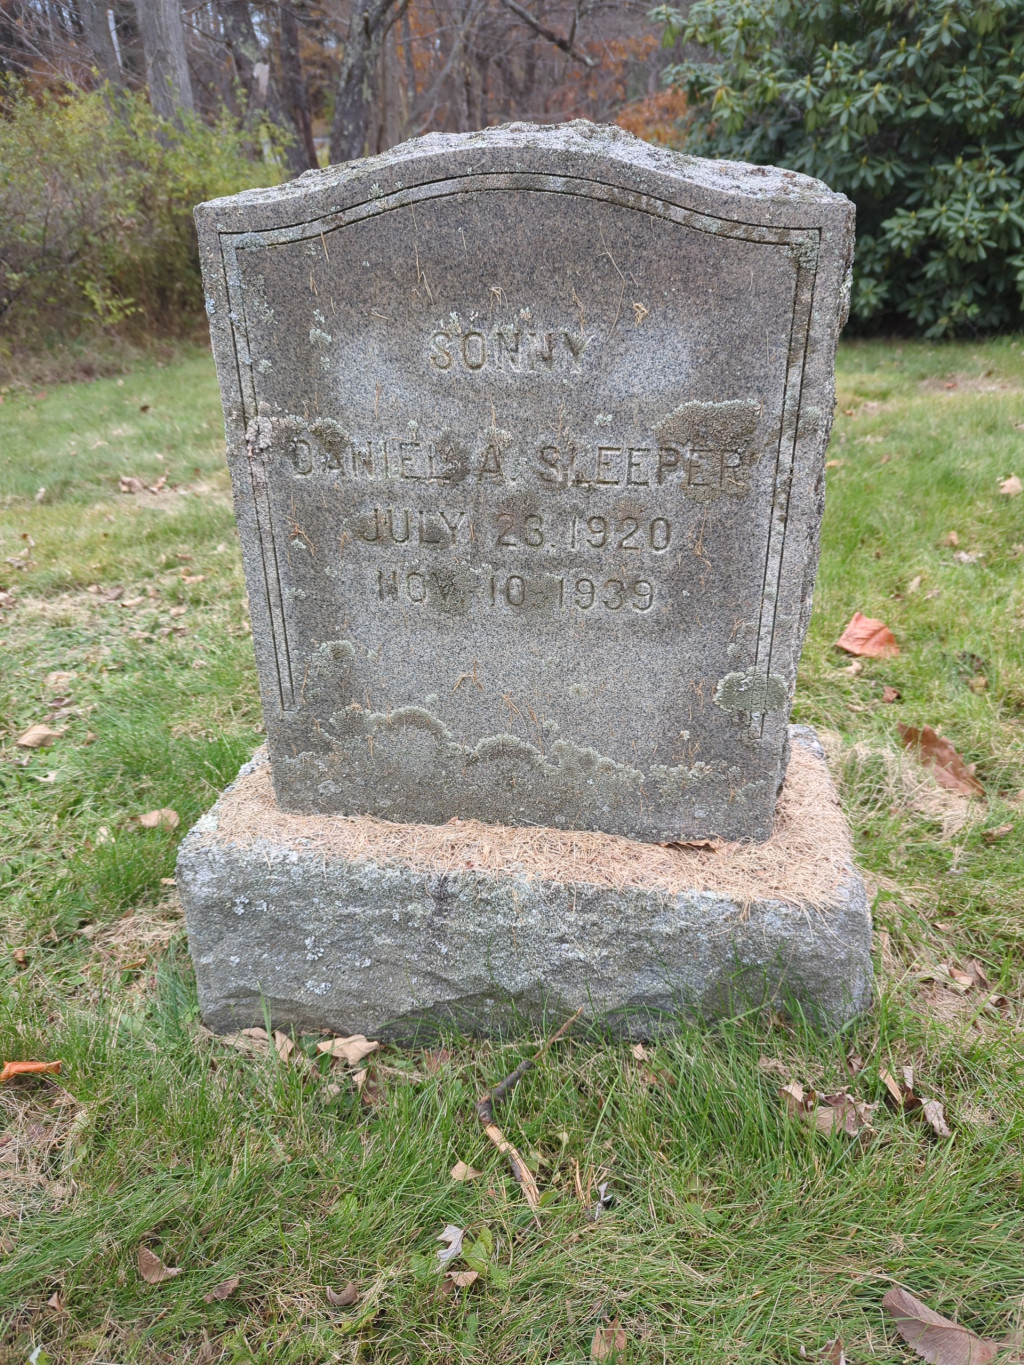 SONNY
DANIEL A. SLEEPER
JULY 23, 1920
NOV. 10 1939